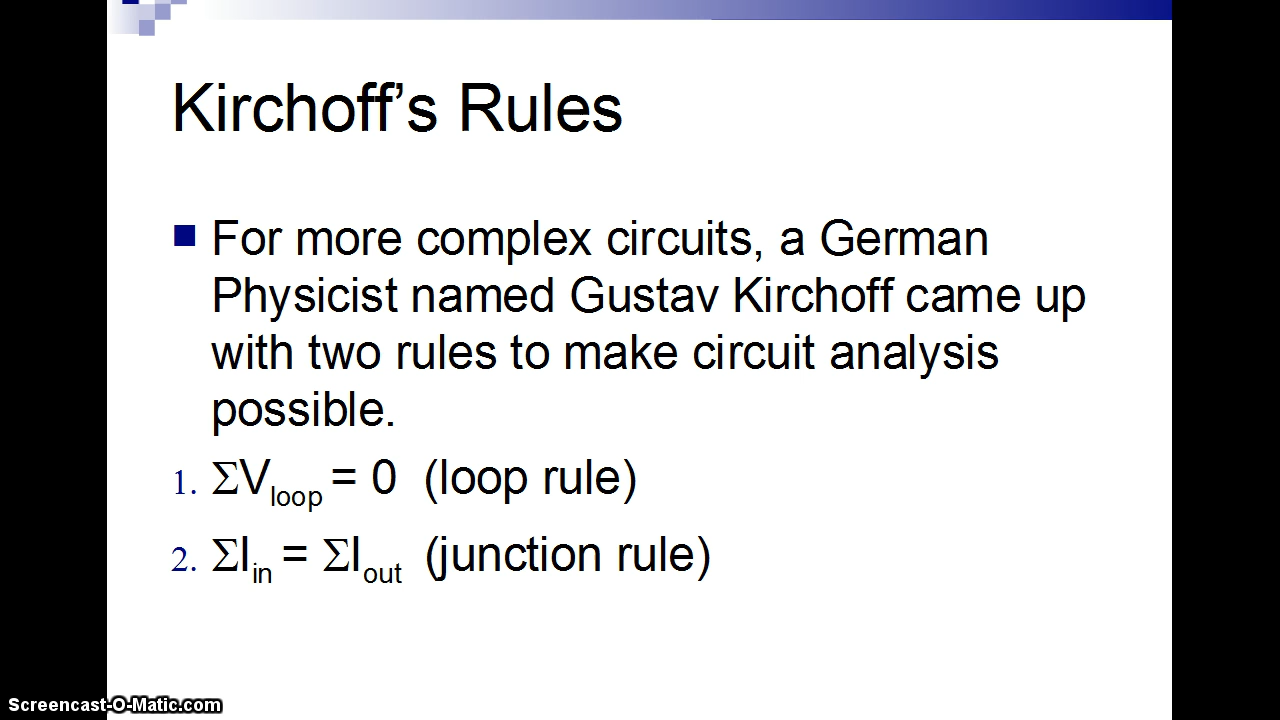 Kirchoff’s Rules
■ For more complex circuits, a German
Physicist named Gustav Kirchoff came up
with two rules to make circuit analysis
possible.
1. ΣVloop = 0 (loop rule)
2. ΣIin = ΣIout (junction rule)
Screencast-O-Matic.com